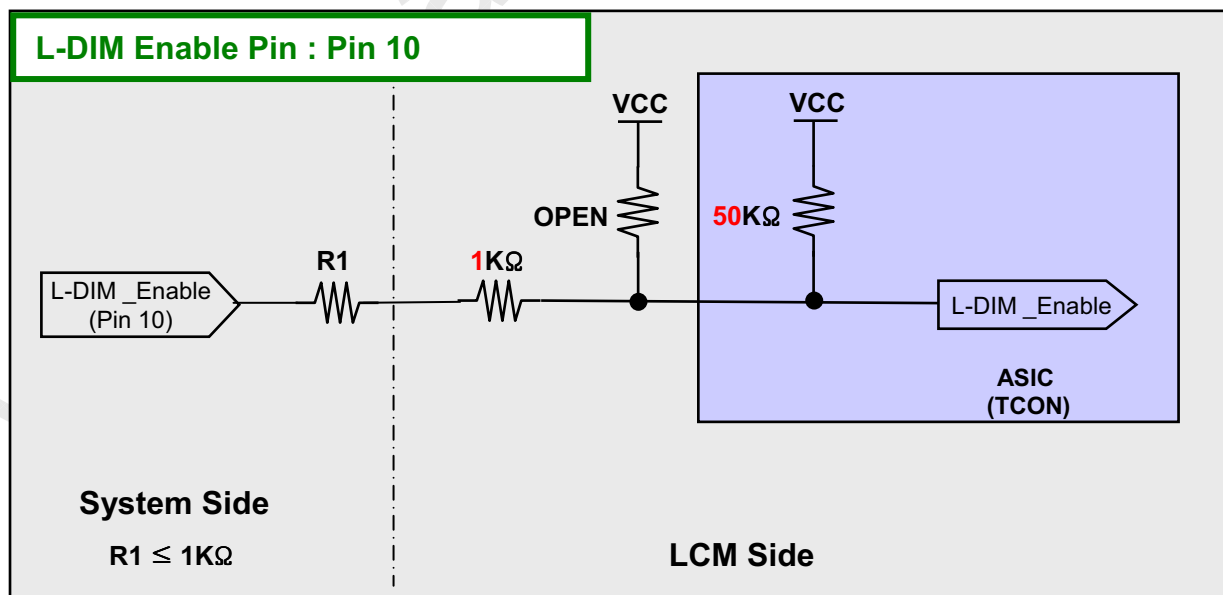 L-DIM Enable Pin : Pin 10
VCC
VCC
OPEN
50KΩ
R1
1KΩ
L-DIM _Enable
(Pin 10)
L-DIM _Enable
ASIC
(TCON)
System Side
R1 ≤ 1KΩ
LCM Side